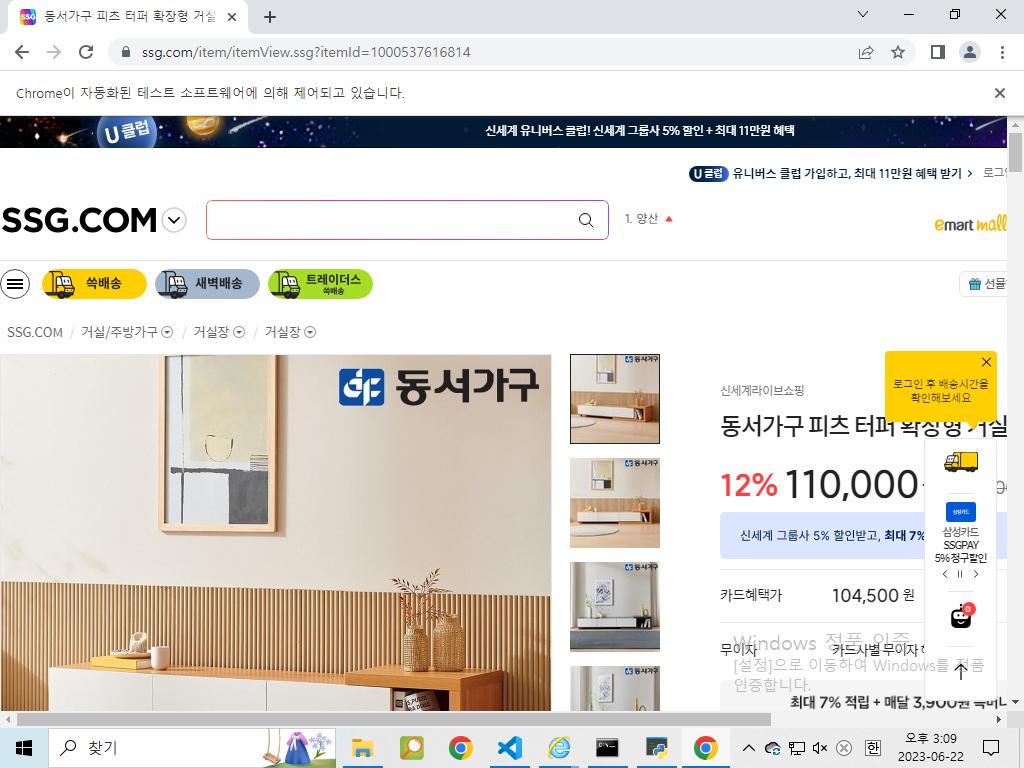 동서가구 피츠 터퍼 확장형 거실
ssg.com/item/itemView.ssg?itemId=1000537616814
Chrome이 자동화된 테스트 소프트웨어에 의해 제어되고 있습니다.
U 클럽
신세계 유니버스 클럽! 신세계 그룹사 5% 할인 + 최대 11만원 혜택
U 클럽 유니버스 클럽 가입하고, 최대 11만원 혜택 받기 > 로그인
SSG.COM
1. 양산
emart mall
쓱배송
새벽배송
트레이더스
쓱배송
선물
SSG.COM / 거실/주방가구 / 거실장 / 거실장
동서가구
로그인 후 배송시간을
확인해보세요
신세계라이브쇼핑
동서가구 피츠 터퍼 확장형 거실
12% 110,000
신세계 그룹사 5% 할인받고, 최대 7%
삼성카드
삼성카드
SSGPAY
5% 청구할인
카드혜택가 104,500 원
0
무이자 카드사별 무이자
Windows 정품 인증
[설정]으로 이동하여 Windows를 정품
인증합니다.
최대 7% 적립 + 매달 3,900원
찾기
한
오후 3:09
2023-06-22